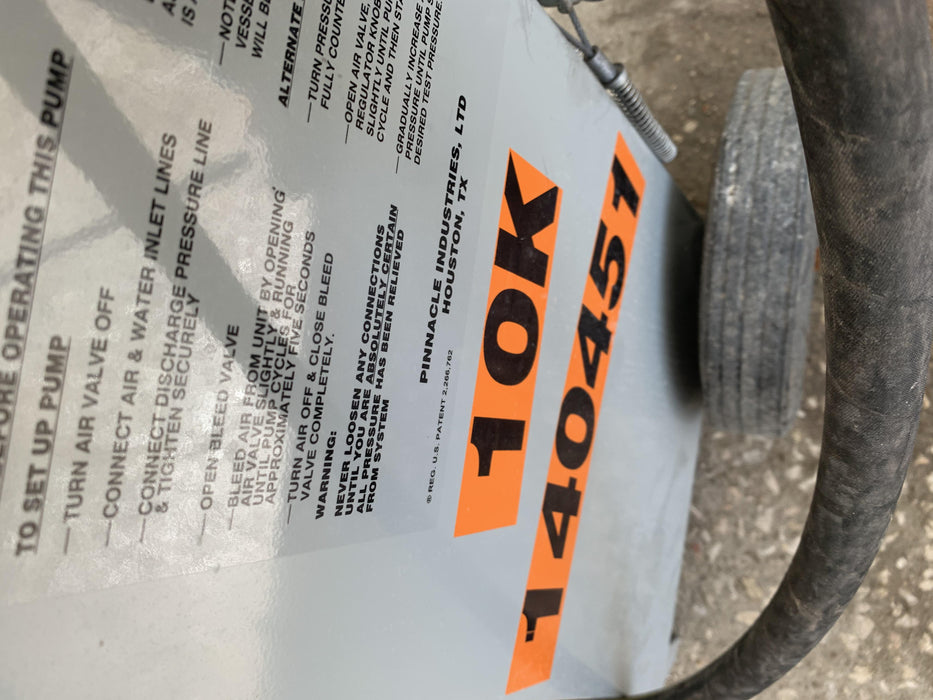 BEFORE OPERATING THIS PUMP
TO SET UP PUMP
—TURN AIR VALVE OFF
—CONNECT AIR & WATER INLET LINES
—CONNECT DISCHARGE PRESSURE LINE
& TIGHTEN SECURELY
—OPEN BLEED VALVE
—BLEED AIR FROM UNIT BY OPENING
AIR VALVE SLIGHTLY & RUNNING
UNTIL PUMP CYCLES FOR
APPROXIMATELY FIVE SECONDS
—TURN AIR OFF & CLOSE BLEED
VALVE COMPLETELY.
WARNING:
NEVER LOOSEN ANY CONNECTIONS
UNTIL YOU ARE ABSOLUTELY CERTAIN
ALL PRESSURE HAS BEEN RELIEVED
FROM SYSTEM
—NOT
VESS
WILL BE
ALTERNATE
—TURN PRESS
FULLY COUNTE
—OPEN AIR VALVE,
REGULATOR KNOB
SLIGHTLY UNTIL PU
CYCLE AND THEN STA
—GRADUALLY INCREASE
PRESSURE UNTIL PUMP S
DESIRED TEST PRESSURE.
® REG. U.S. PATENT 2,266,762
PINNACLE INDUSTRIES, LTD
HOUSTON, TX
10K
140451